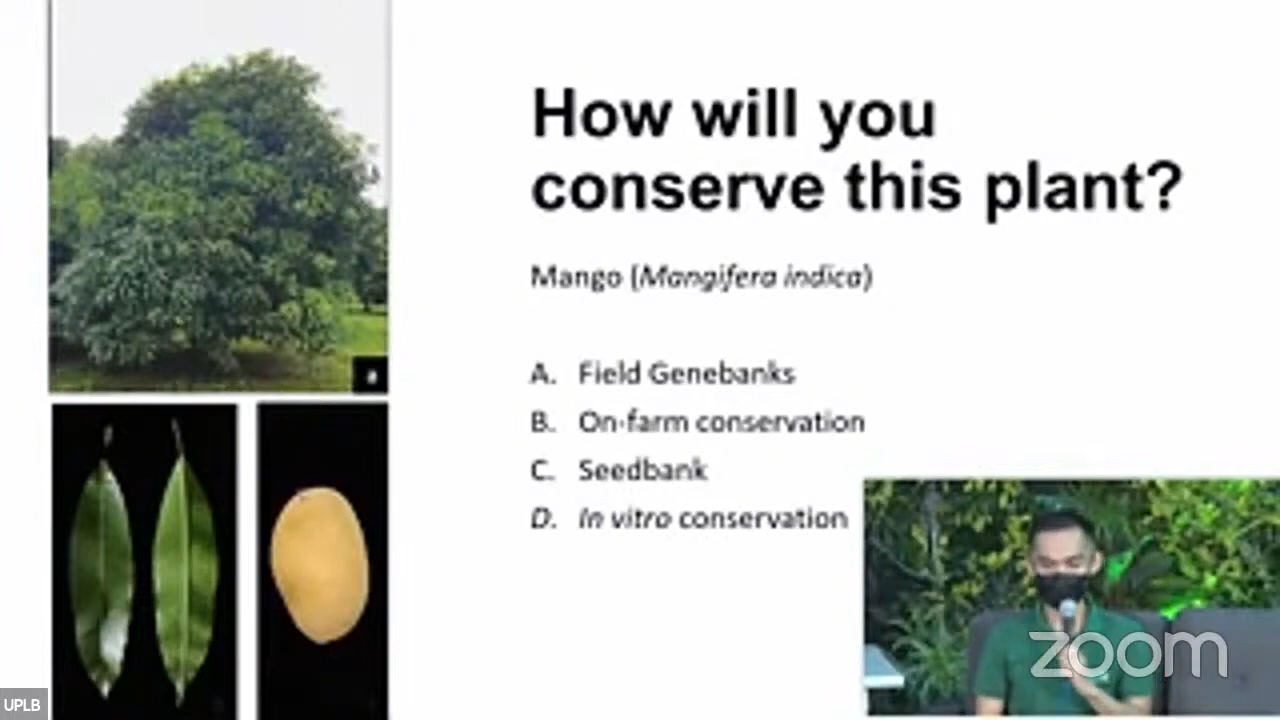 How will you
conserve this plant?
Mango (Mangifera indica)
A. Field Genebanks
B. On-farm conservation
C. Seedbank
D. In vitro conservation
zoom
UPLB